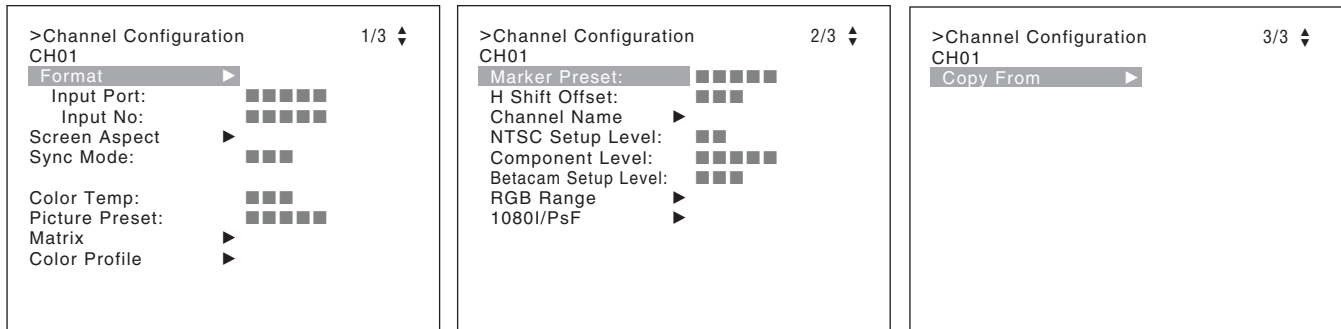 >Channel Configuration 1/3
CH01
Format
Input Port:
Input No:
Screen Aspect
Sync Mode:
Color Temp:
Picture Preset:
Matrix
Color Profile
>Channel Configuration 2/3
CH01
Marker Preset:
H Shift Offset:
Channel Name
NTSC Setup Level:
Component Level:
Betacam Setup Level:
RGB Range
1080I/PsF
>Channel Configuration 3/3
CH01
Copy From